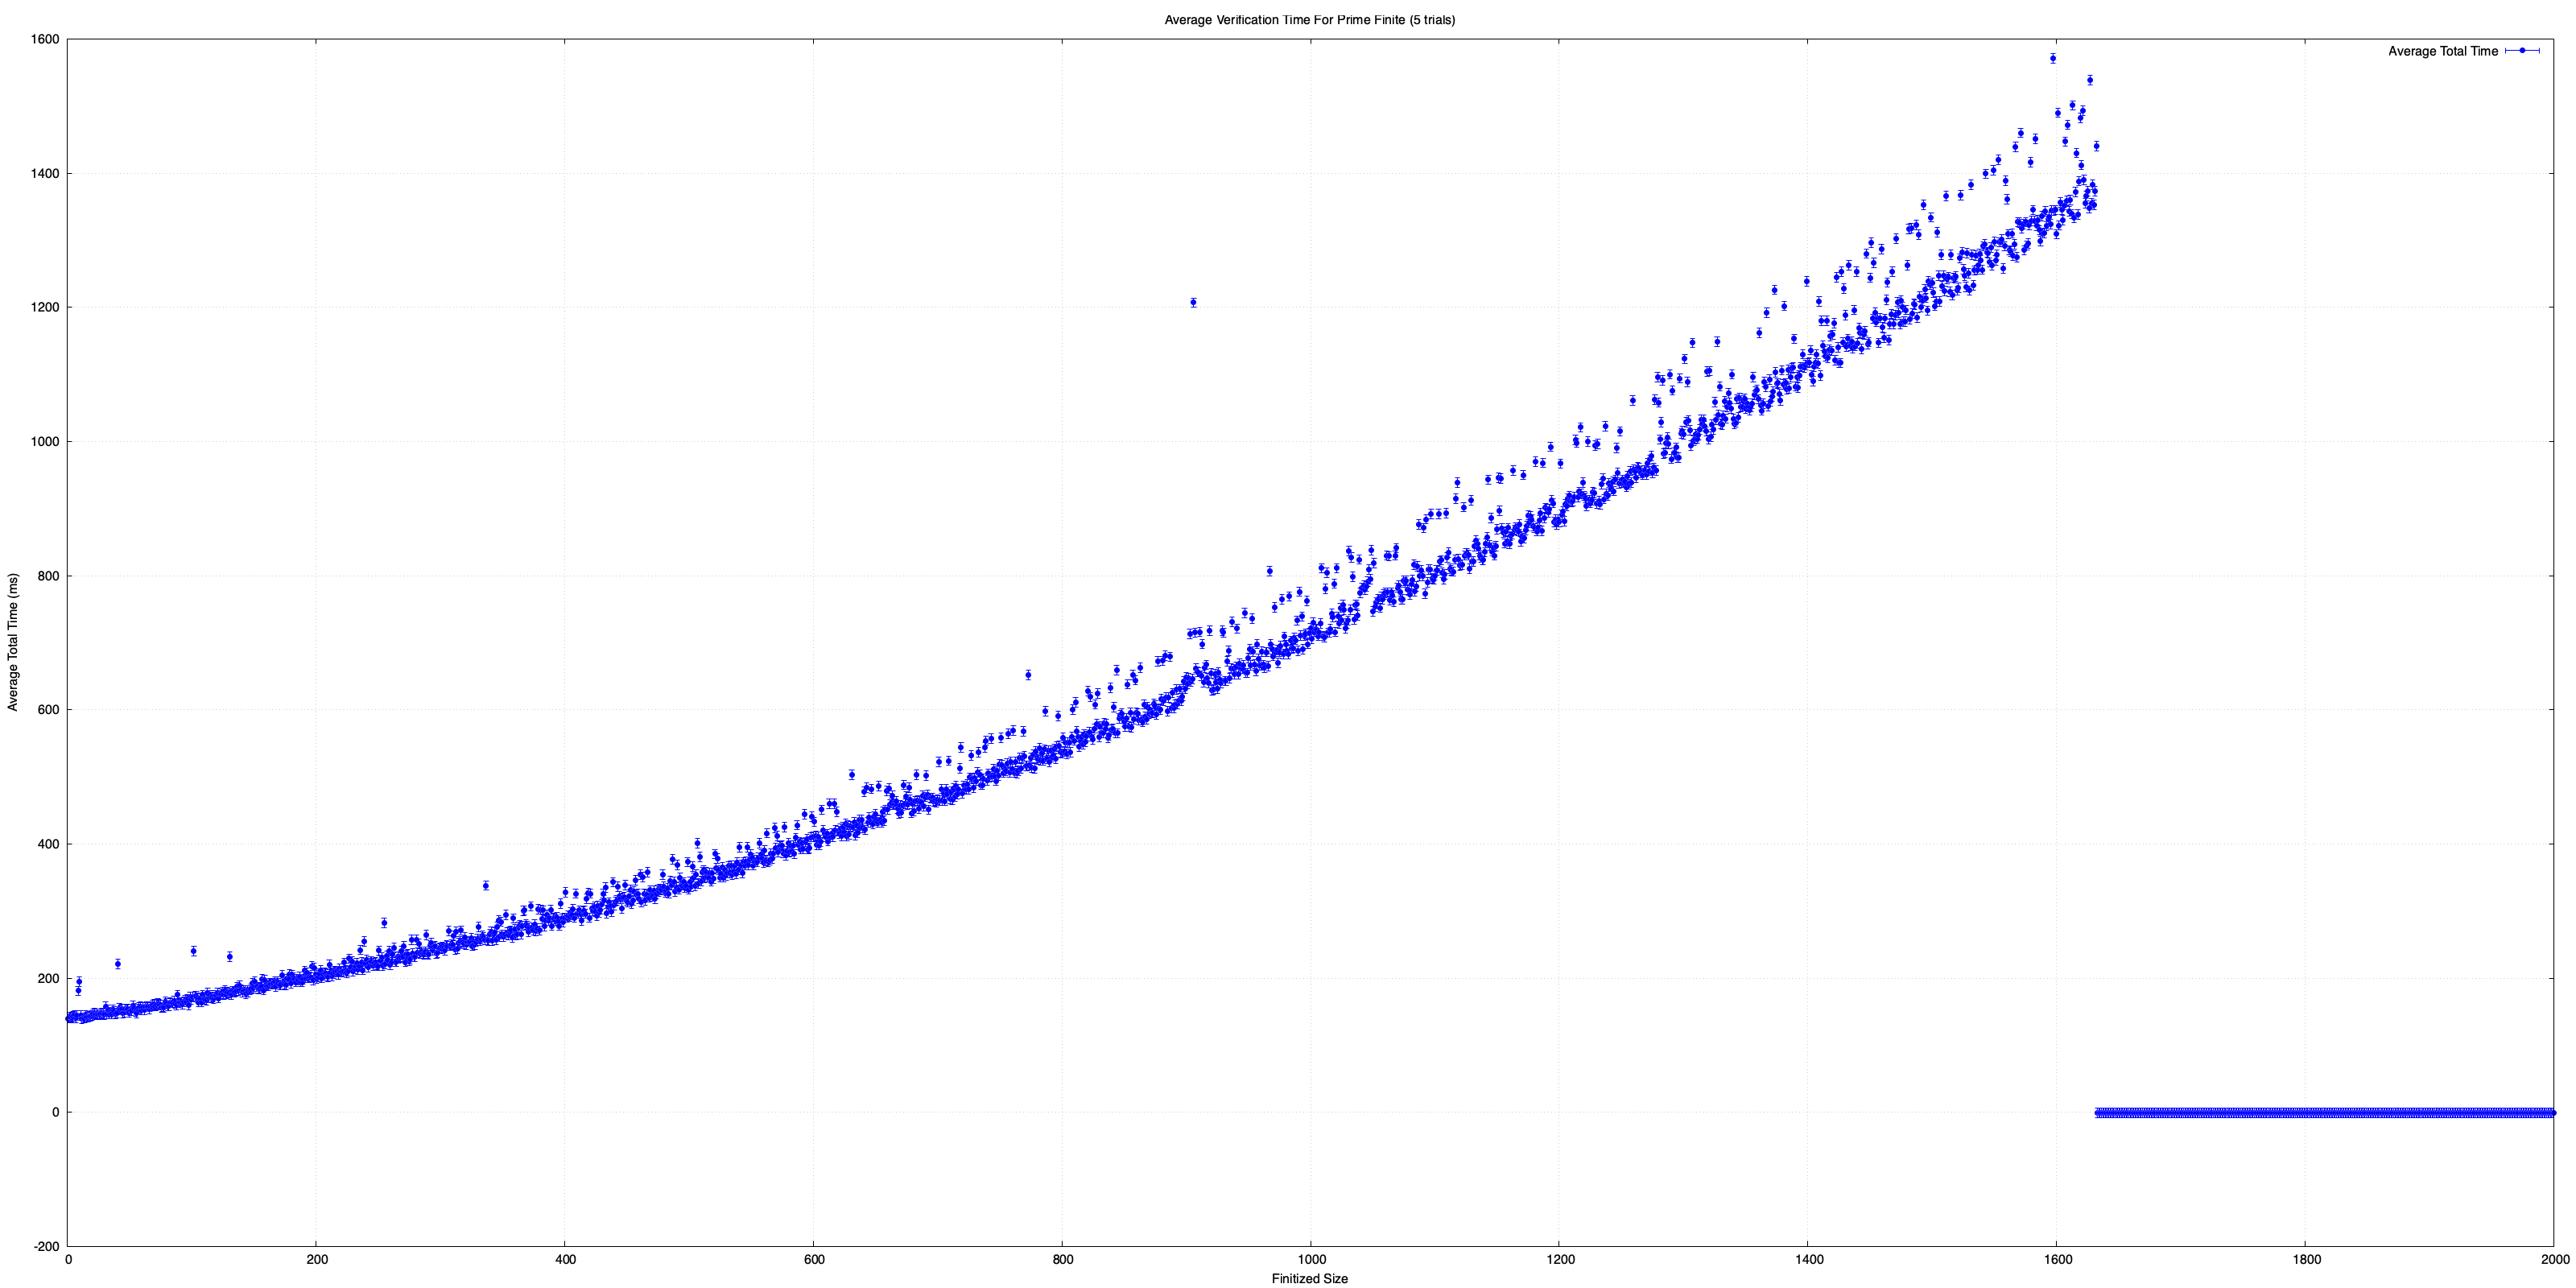 Average Verification Time For Prime Finite (5 trials)
1600
Average Total Time
1400
1200
1000
800
600
400
200
0
-200
Average Total Time (ms)
0 200 400 600 800 1000 1200 1400 1600 1800 2000
Finitized Size